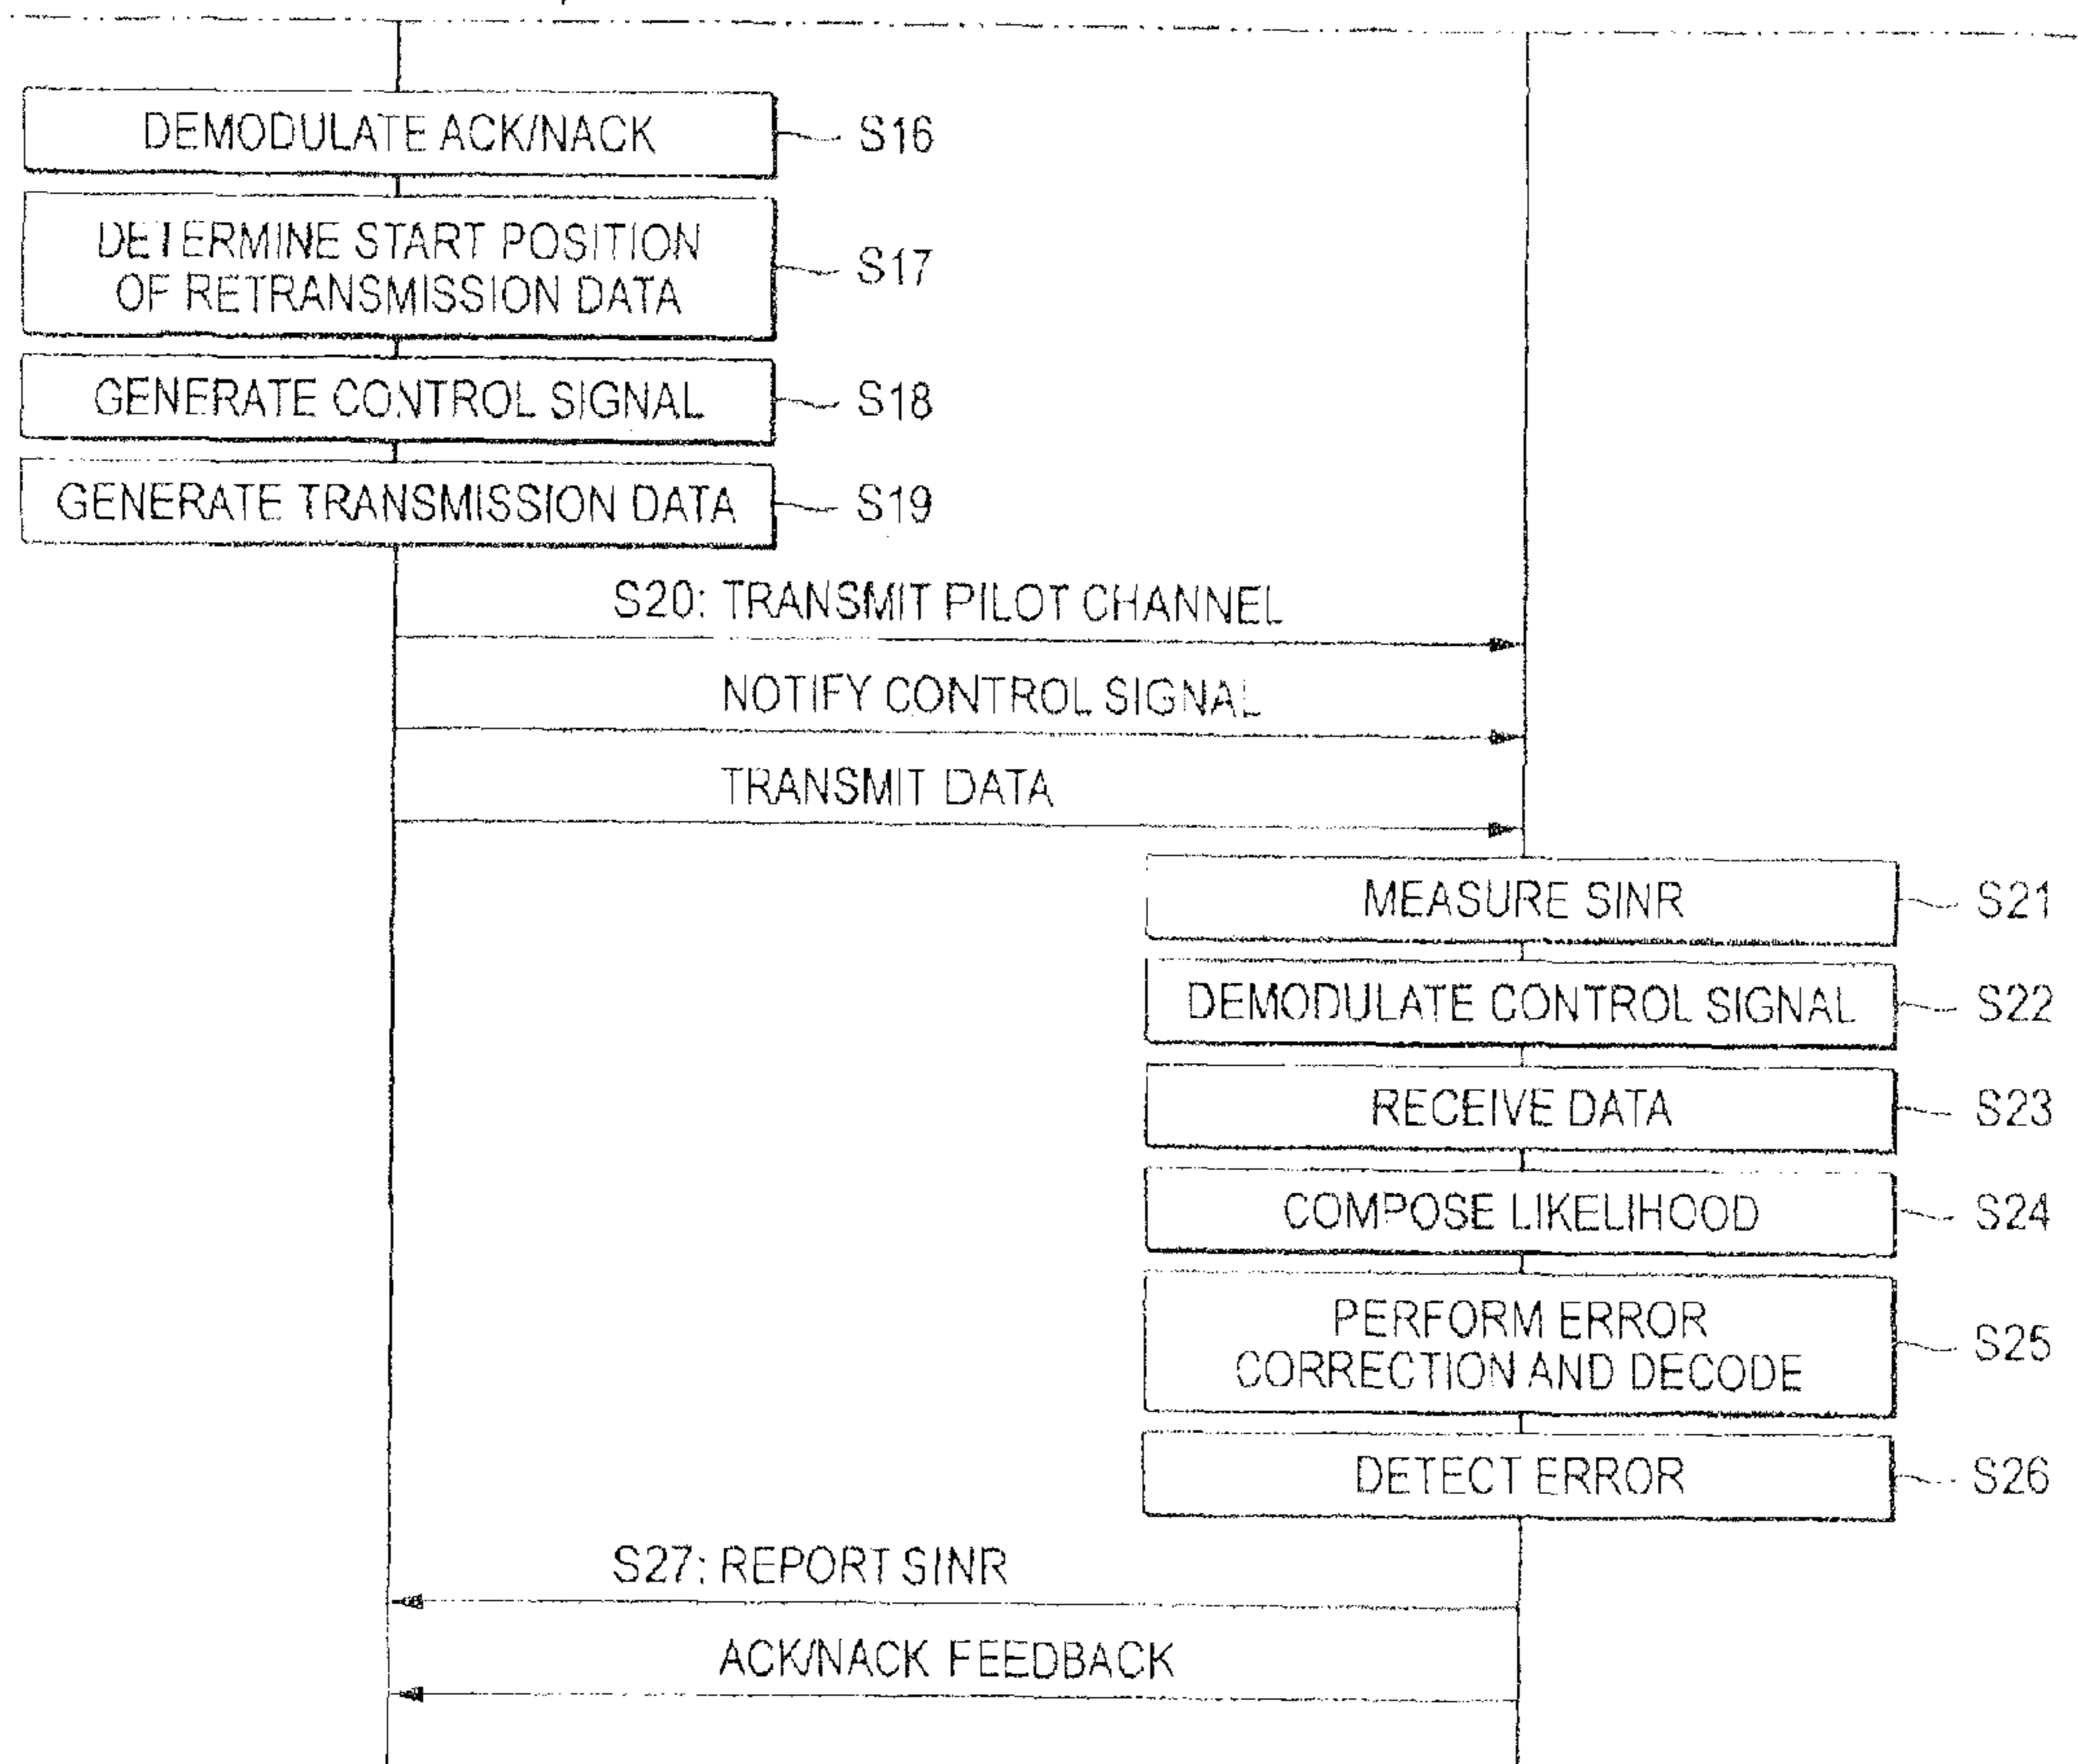 DEMODULATE ACK/NACK S16
DETERMINE START POSITION
OF RETRANSMISSION DATA S17
GENERATE CONTROL SIGNAL S18
GENERATE TRANSMISSION DATA S19
S20: TRANSMIT PILOT CHANNEL
NOTIFY CONTROL SIGNAL
TRANSMIT DATA
MEASURE SINR S21
DEMODULATE CONTROL SIGNAL S22
RECEIVE DATA S23
COMPOSE LIKELIHOOD S24
PERFORM ERROR
CORRECTION AND DECODE S25
DETECT ERROR S26
S27: REPORT SINR
ACK/NACK FEEDBACK